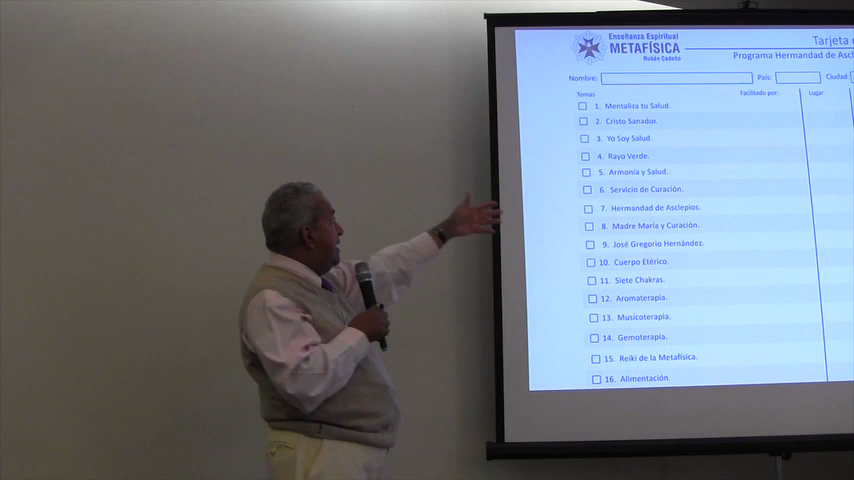 Enseñanza Espiritual
METAFÍSICA
Rubén Cedeño
Tarjeta
Programa Hermandad de Ascl
Nombre: País: Ciudad:
Temas Facilitado por: Lugar
1. Mentaliza tu Salud.
2. Cristo Sanador.
3. Yo Soy Salud.
4. Rayo Verde.
5. Armonía y Salud.
6. Servicio de Curación.
7. Hermandad de Asclepios.
8. Madre María y Curación.
9. José Gregorio Hernández.
10. Cuerpo Etérico.
11. Siete Chakras.
12. Aromaterapia.
13. Musicoterapia.
14. Gemoterapia.
15. Reiki de la Metafísica.
16. Alimentación.